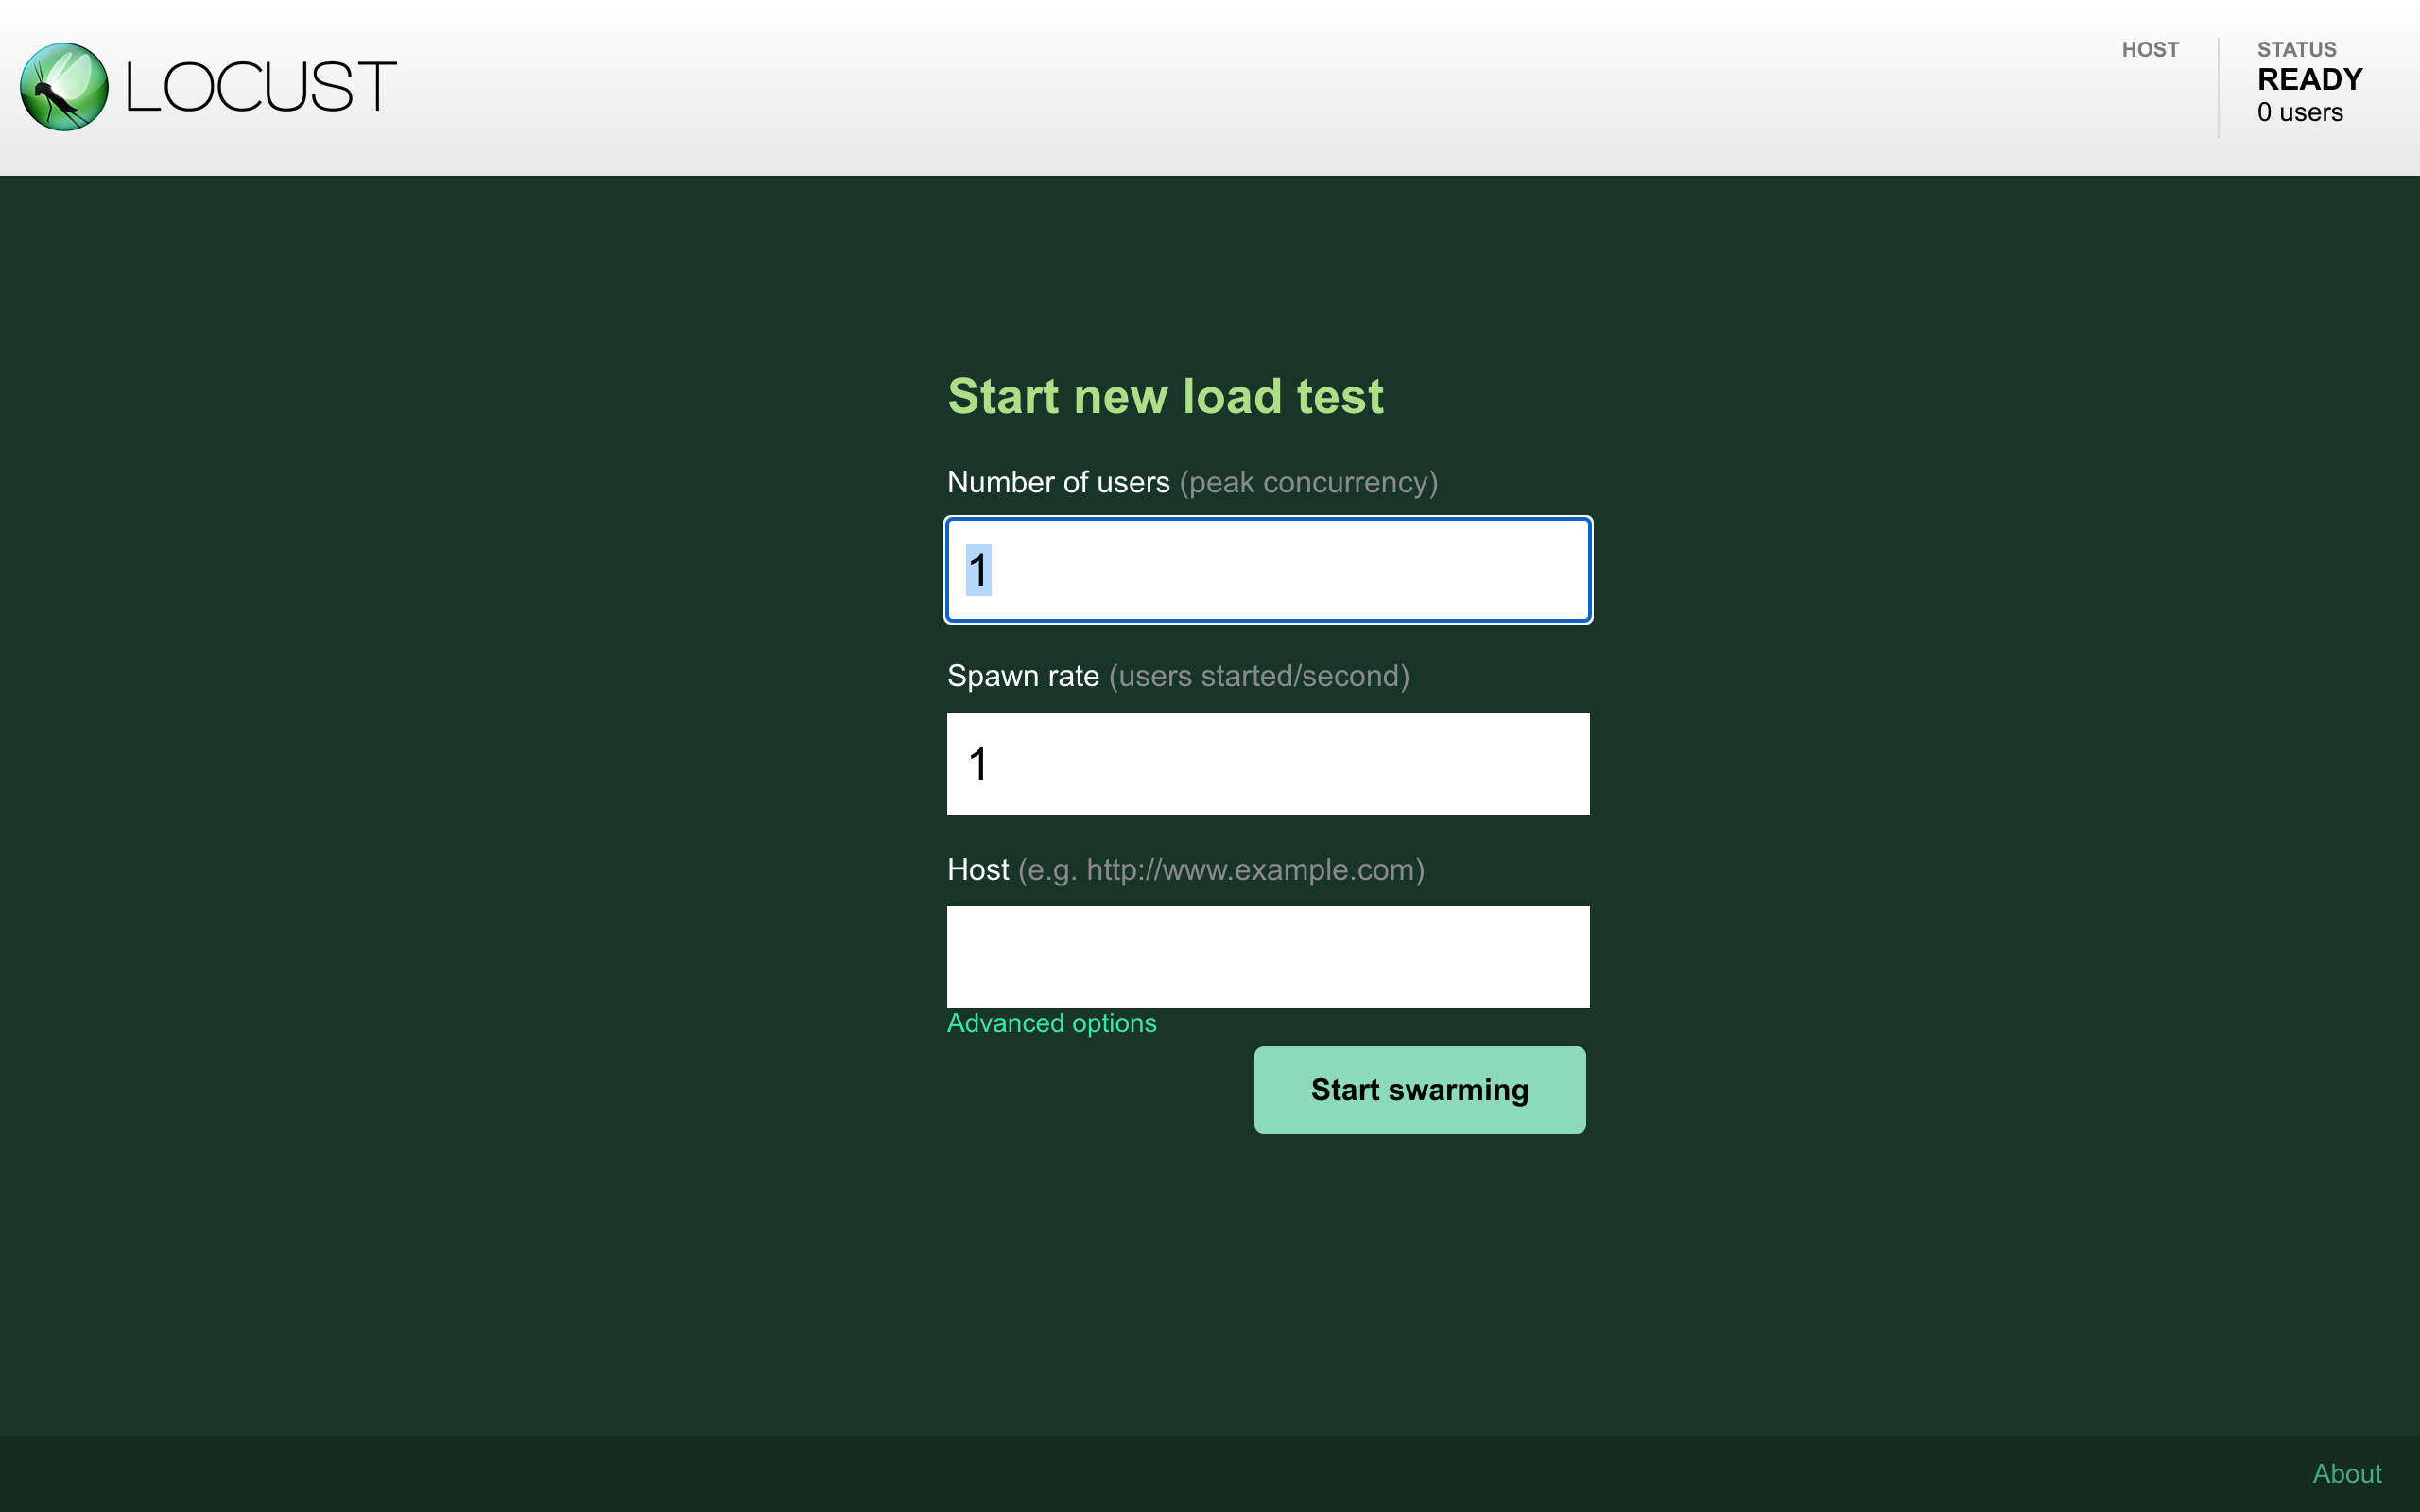 LOCUST
HOST
STATUS
READY
0 users
Start new load test
Number of users (peak concurrency)
1
Spawn rate (users started/second)
1
Host (e.g. http://www.example.com)
Advanced options
Start swarming
About